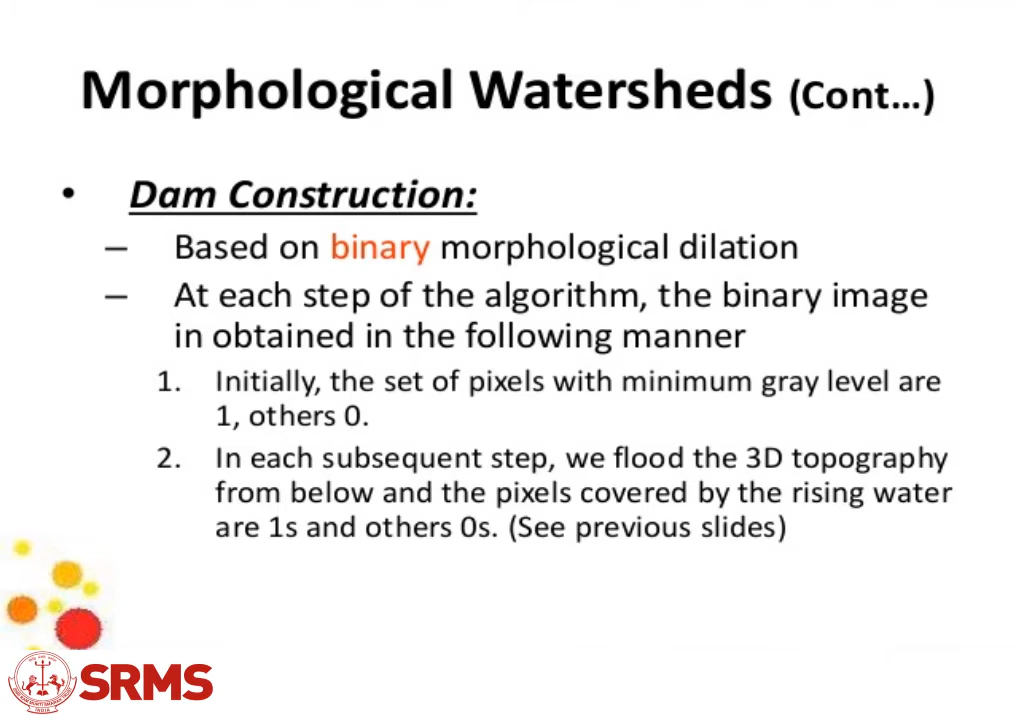 Morphological Watersheds (Cont...)
• Dam Construction:
– Based on binary morphological dilation
– At each step of the algorithm, the binary image
in obtained in the following manner
1. Initially, the set of pixels with minimum gray level are
1, others 0.
2. In each subsequent step, we flood the 3D topography
from below and the pixels covered by the rising water
are 1s and others 0s. (See previous slides)
SRMS